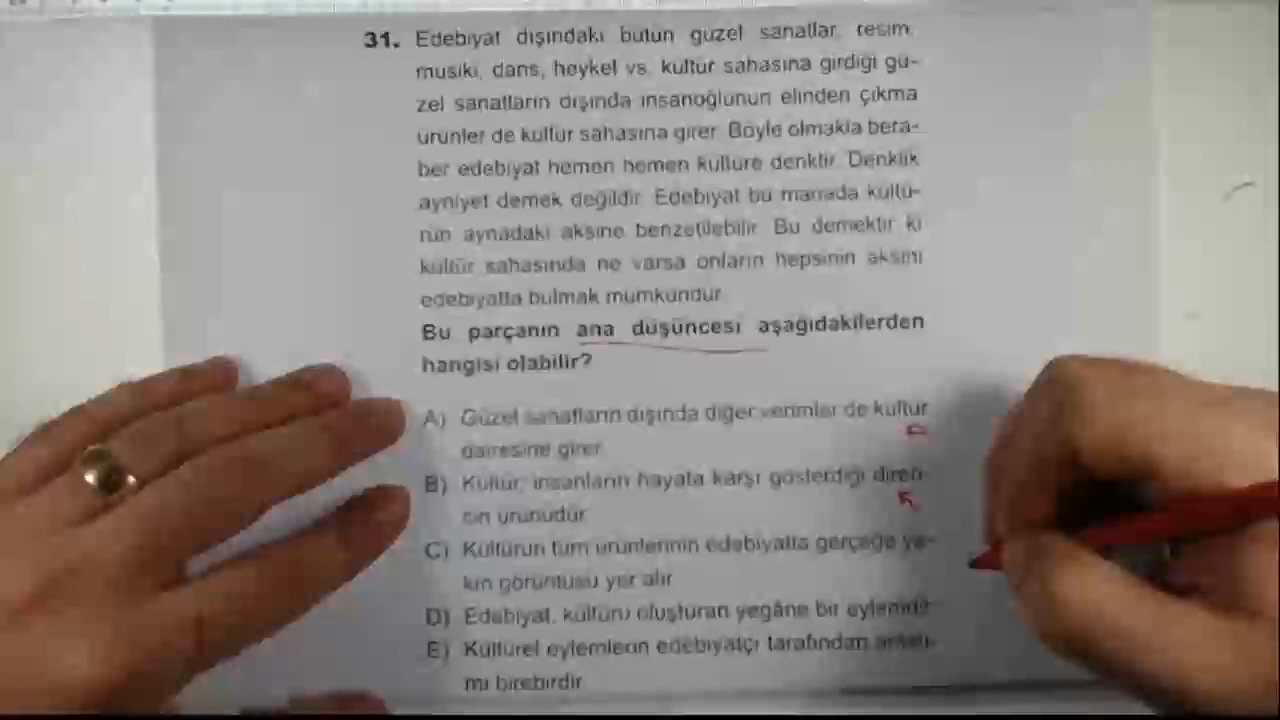 31. Edebiyat dışındaki bütün güzel sanatlar, resim,
musiki, dans, heykel vs. kültür sahasına girdiği gü-
zel sanatların dışında insanoğlunun elinden çıkma
ürünler de kültür sahasına girer. Böyle olmakla bera-
ber edebiyat hemen hemen kültüre denktir. Denklik
ayniyet demek değildir. Edebiyat bu manada kültü-
rün aynadaki aksine benzetilebilir. Bu demektir ki
kültür sahasında ne varsa onların hepsinin aksini
edebiyatta bulmak mümkündür.
Bu parçanın ana düşüncesi aşağıdakilerden
hangisi olabilir?
A) Güzel sanatların dışında diğer verimler de kültür
dairesine girer.
B) Kültür, insanların hayata karşı gösterdiği diren-
cin ürünüdür.
C) Kültürün tüm ürünlerinin edebiyatta gerçeğe ya-
kın görüntüsü yer alır.
D) Edebiyat, kültürü oluşturan yegâne bir eylemdir.
E) Kültürel eylemlerin edebiyatçı tarafından anlatı-
mı birebirdir.